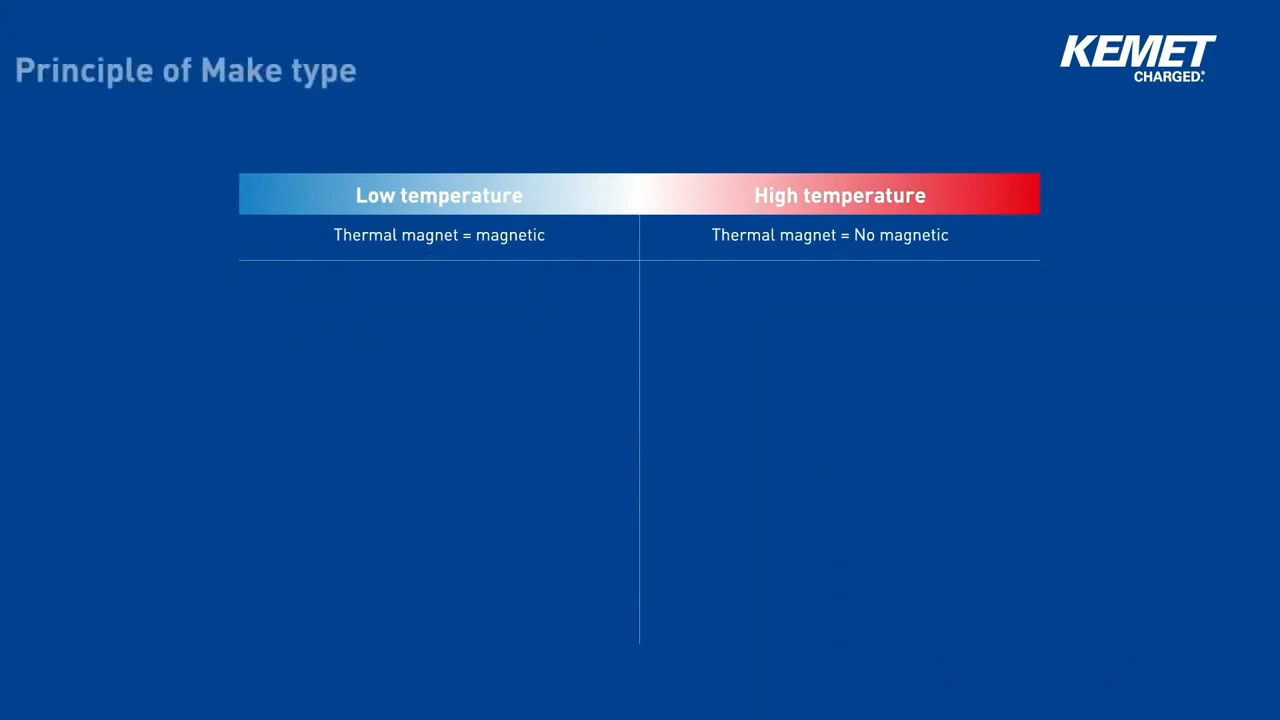 Principle of Make type
KEMET
CHARGED®
Low temperature
High temperature
Thermal magnet = magnetic
Thermal magnet = No magnetic